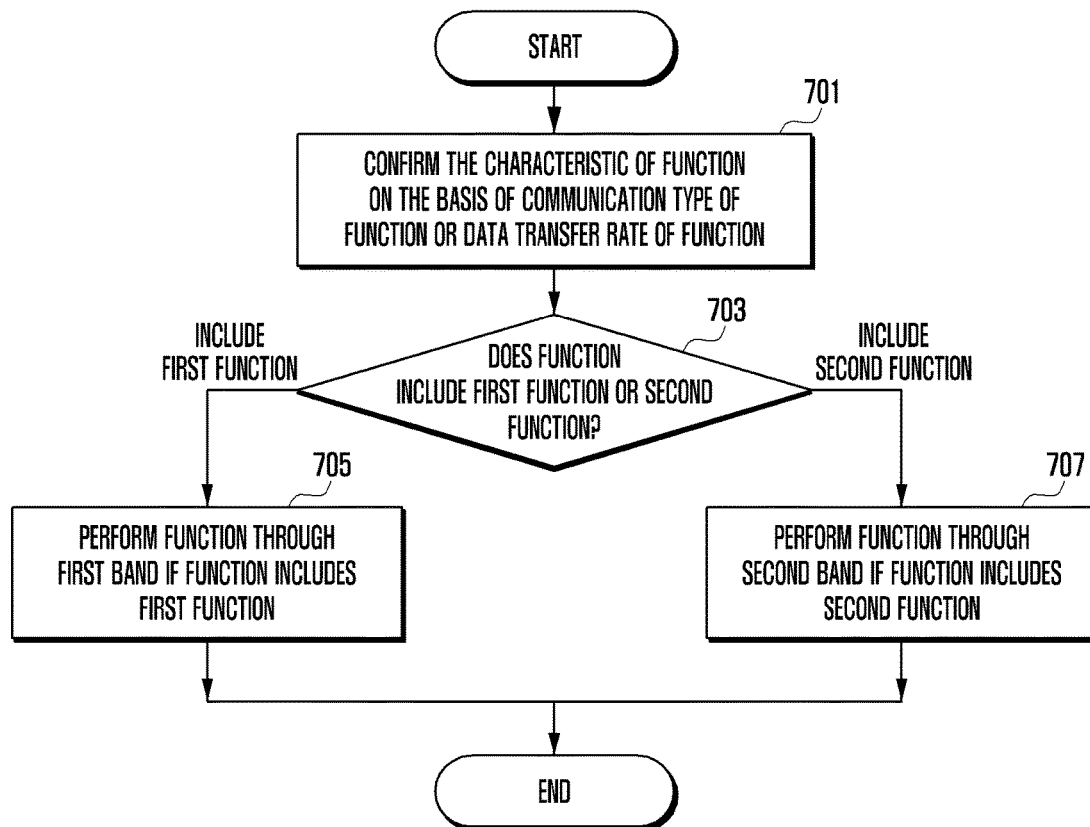 START
701
CONFIRM THE CHARACTERISTIC OF FUNCTION
ON THE BASIS OF COMMUNICATION TYPE OF
FUNCTION OR DATA TRANSFER RATE OF FUNCTION
703
INCLUDE
FIRST FUNCTION
DOES FUNCTION
INCLUDE FIRST FUNCTION OR SECOND
FUNCTION?
INCLUDE
SECOND FUNCTION
705
PERFORM FUNCTION THROUGH
FIRST BAND IF FUNCTION INCLUDES
FIRST FUNCTION
707
PERFORM FUNCTION THROUGH
SECOND BAND IF FUNCTION INCLUDES
SECOND FUNCTION
END